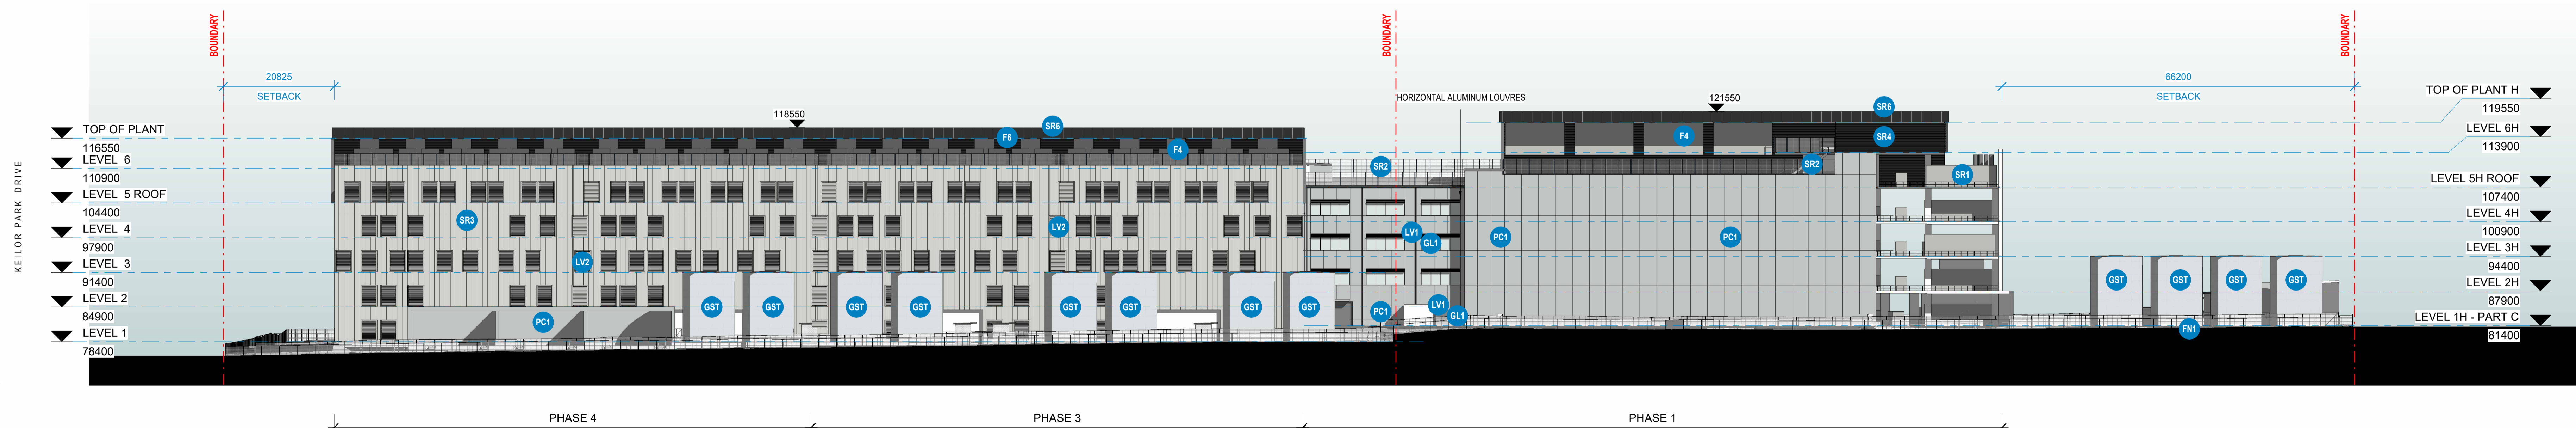 BOUNDARY
BOUNDARY
BOUNDARY
20825
SETBACK
66200
SETBACK
HORIZONTAL ALUMINUM LOUVRES
118550
121550
KEILOR PARK DRIVE
TOP OF PLANT
116550
LEVEL 6
110900
LEVEL 5 ROOF
104400
LEVEL 4
97900
LEVEL 3
91400
LEVEL 2
84900
LEVEL 1
78400
SR6
F6
F4
SR3
LV2
LV2
PC1
GST
GST
GST
GST
GST
GST
GST
GST
SR2
LV1
GL1
PC1
LV1
GL1
PC1
PC1
SR6
F4
SR4
SR2
SR1
GST
GST
GST
GST
FN1
TOP OF PLANT H
119550
LEVEL 6H
113900
LEVEL 5H ROOF
107400
LEVEL 4H
100900
LEVEL 3H
94400
LEVEL 2H
87900
LEVEL 1H - PART C
81400
PHASE 4
PHASE 3
PHASE 1